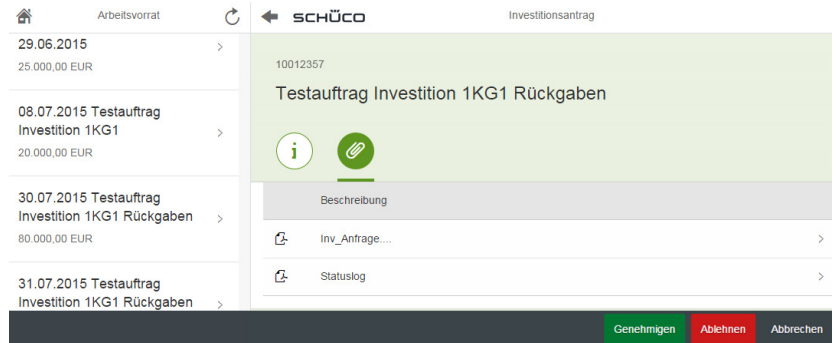 Arbeitsvorrat
29.06.2015
25.000,00 EUR
08.07.2015 Testauftrag
Investition 1KG1
20.000,00 EUR
30.07.2015 Testauftrag
Investition 1KG1 Rückgaben
80.000,00 EUR
31.07.2015 Testauftrag
Investition 1KG1 Rückgaben
SCHÜCO
Investitionsantrag
10012357
Testauftrag Investition 1KG1 Rückgaben
i
Beschreibung
Inv_Anfrage....
Statuslog
Genehmigen Ablehnen Abbrechen